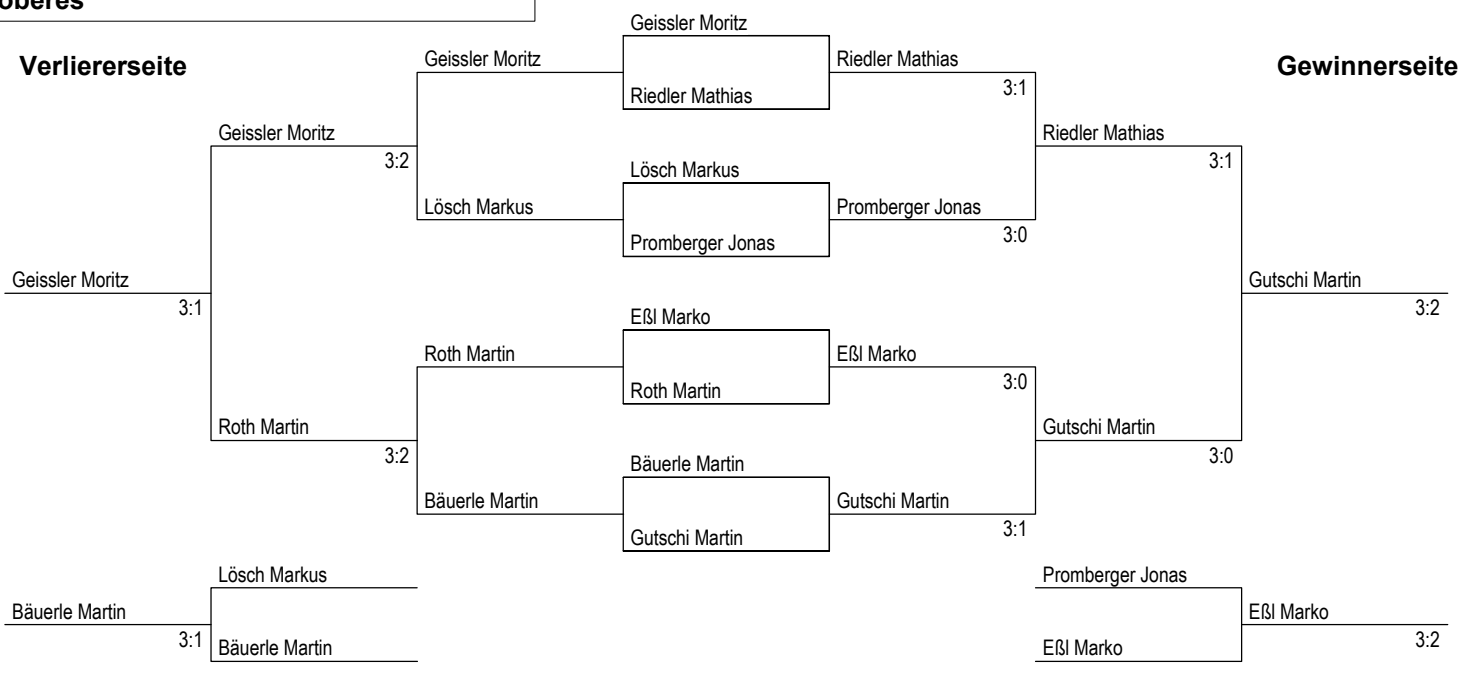 oberes
Verliererseite
Gewinnerseite
Geissler Moritz
Geissler Moritz
Riedler Mathias
3:1
Riedler Mathias
Geissler Moritz
3:2
Riedler Mathias
3:1
Lösch Markus
Lösch Markus
Promberger Jonas
3:0
Promberger Jonas
Geissler Moritz
3:1
Gutschi Martin
3:2
Eßl Marko
Roth Martin
Eßl Marko
3:0
Roth Martin
Roth Martin
3:2
Gutschi Martin
3:0
Bäuerle Martin
Bäuerle Martin
Gutschi Martin
3:1
Gutschi Martin
Lösch Markus
Promberger Jonas
Bäuerle Martin
3:1
Eßl Marko
3:2
Bäuerle Martin
Eßl Marko